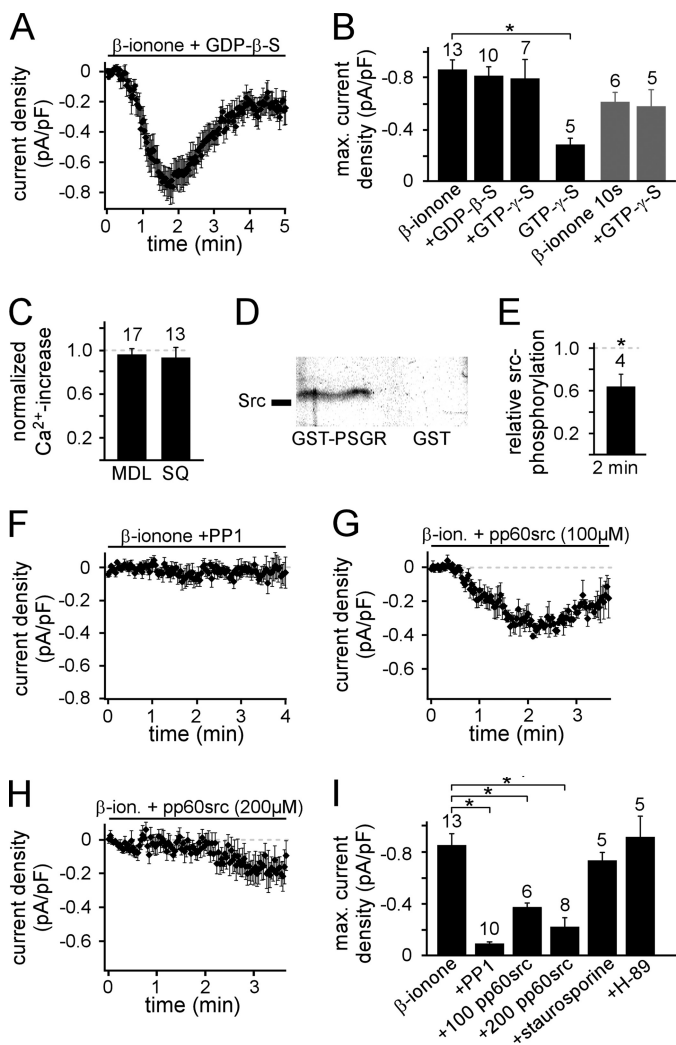 A
β-ionone + GDP-β-S
current density (pA/pF)
0
-0.2
-0.4
-0.6
-0.8
0 1 2 3 4 5
time (min)
B
max. current density (pA/pF)
-0.8
-0.4
0
*
13 10 7 5 6 5
β-ionone
+GDP-β-S
+GTP-γ-S
GTP-γ-S
β-ionone 10s
+GTP-γ-S
C
normalized Ca2+-increase
1.0
0.6
0.2
17 13
MDL SQ
D
Src
GST-PSGR GST
E
relative src-phosphorylation
1.0
0.6
0.2
*
4
2 min
F
β-ionone +PP1
current density (pA/pF)
0
-0.2
-0.4
-0.6
-0.8
0 1 2 3 4
time (min)
G
β-ion. + pp60src (100µM)
current density (pA/pF)
0
-0.2
-0.4
-0.6
0 1 2 3
time (min)
H
β-ion. + pp60src (200µM)
current density (pA/pF)
0
-0.2
-0.4
-0.6
0 1 2 3
time (min)
I
max. current density (pA/pF)
-0.8
-0.4
0
*
*
*
13 10 6 8 5 5
β-ionone
+PP1
+100 pp60src
+200 pp60src
+staurosporine
+H-89